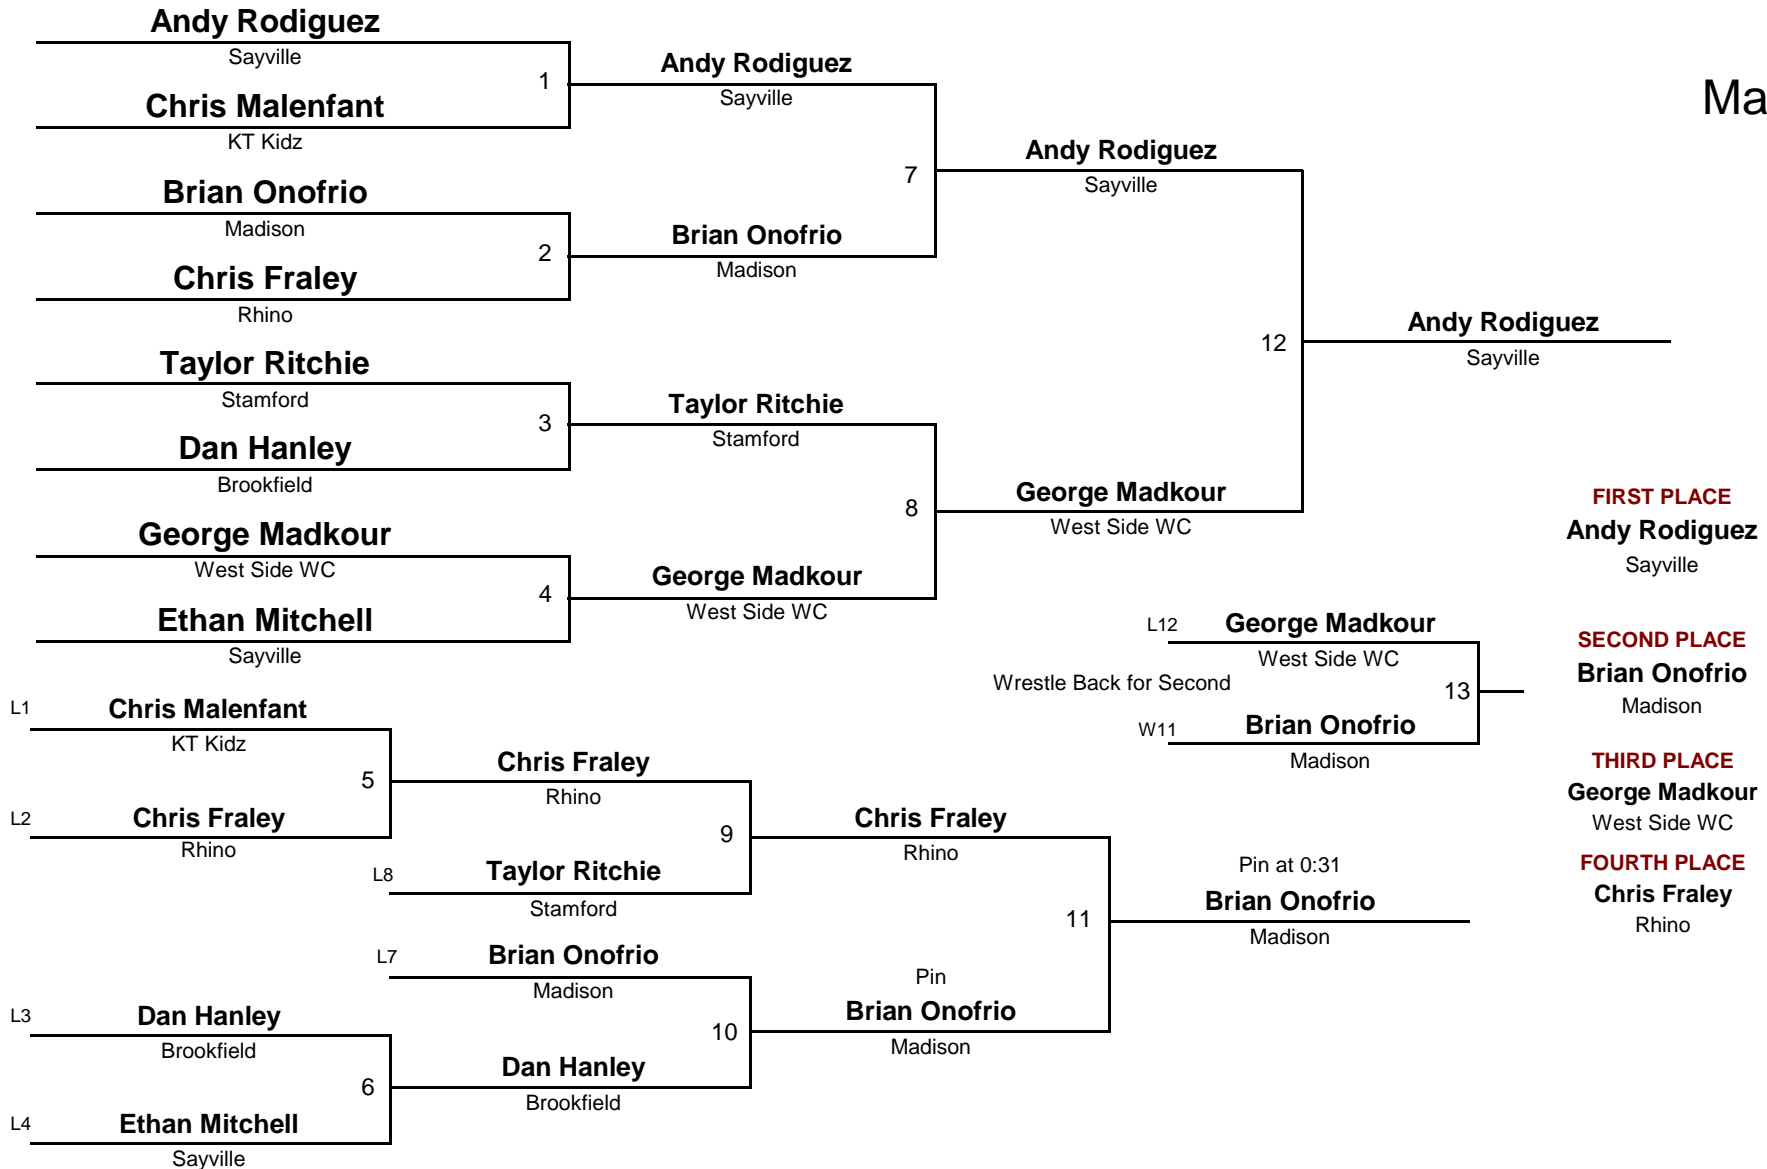 Andy Rodiguez
Sayville
1
Chris Malenfant
KT Kidz
Brian Onofrio
Madison
2
Chris Fraley
Rhino
Taylor Ritchie
Stamford
3
Dan Hanley
Brookfield
George Madkour
West Side WC
4
Ethan Mitchell
Sayville
Andy Rodiguez
Sayville
7
Brian Onofrio
Madison
Taylor Ritchie
Stamford
8
George Madkour
West Side WC
Andy Rodiguez
Sayville
12
George Madkour
West Side WC
Andy Rodiguez
Sayville
Ma
L12 George Madkour
West Side WC
Wrestle Back for Second
13
W11 Brian Onofrio
Madison
FIRST PLACE
Andy Rodiguez
Sayville
SECOND PLACE
Brian Onofrio
Madison
THIRD PLACE
George Madkour
West Side WC
FOURTH PLACE
Chris Fraley
Rhino
L1 Chris Malenfant
KT Kidz
5
L2 Chris Fraley
Rhino
L3 Dan Hanley
Brookfield
6
L4 Ethan Mitchell
Sayville
Chris Fraley
Rhino
9
L8 Taylor Ritchie
Stamford
L7 Brian Onofrio
Madison
10
Dan Hanley
Brookfield
Chris Fraley
Rhino
11
Pin
Brian Onofrio
Madison
Pin at 0:31
Brian Onofrio
Madison